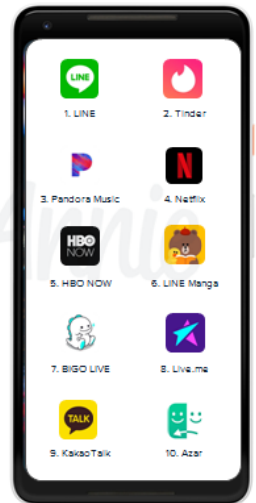 LINE
1. LINE
2. Tinder
3. Pandora Music
4. Netflix
HBO
NOW
5. HBO NOW
6. LINE Manga
7. BIGO LIVE
8. Live.me
TALK
9. KakaoTalk
10. Azar
Annie